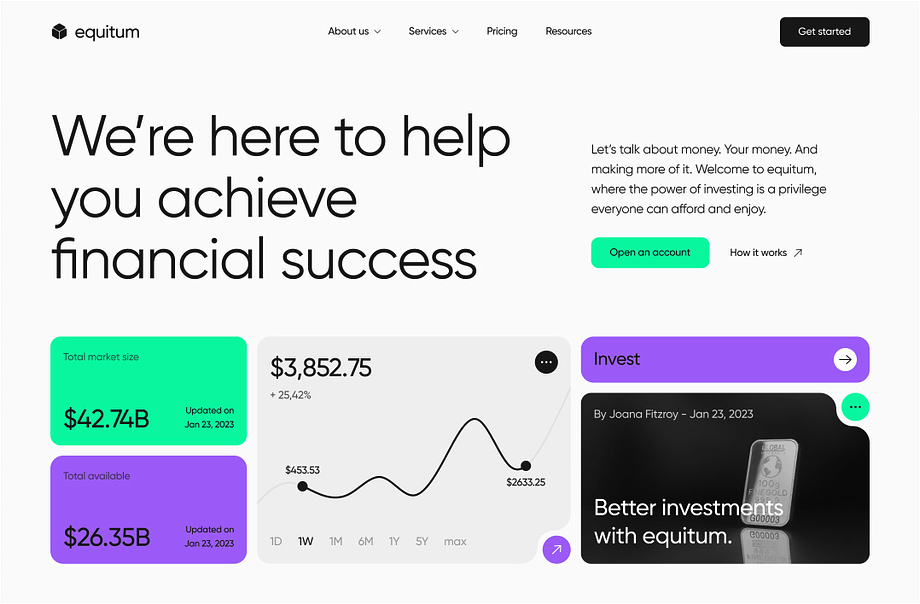 equitum
About us
Services
Pricing
Resources
Get started
We’re here to help
you achieve
financial success
Let’s talk about money. Your money. And
making more of it. Welcome to equitum,
where the power of investing is a privilege
everyone can afford and enjoy.
Open an account
How it works
Total market size
$42.74B
Updated on
Jan 23, 2023
Total available
$26.35B
Updated on
Jan 23, 2023
$3,852.75
+ 25,42%
$453.53
$2633.25
1D 1W 1M 6M 1Y 5Y max
Invest
By Joana Fitzroy - Jan 23, 2023
GLOBAL
100g
FINE GOLD
G00003
Better investments
with equitum.